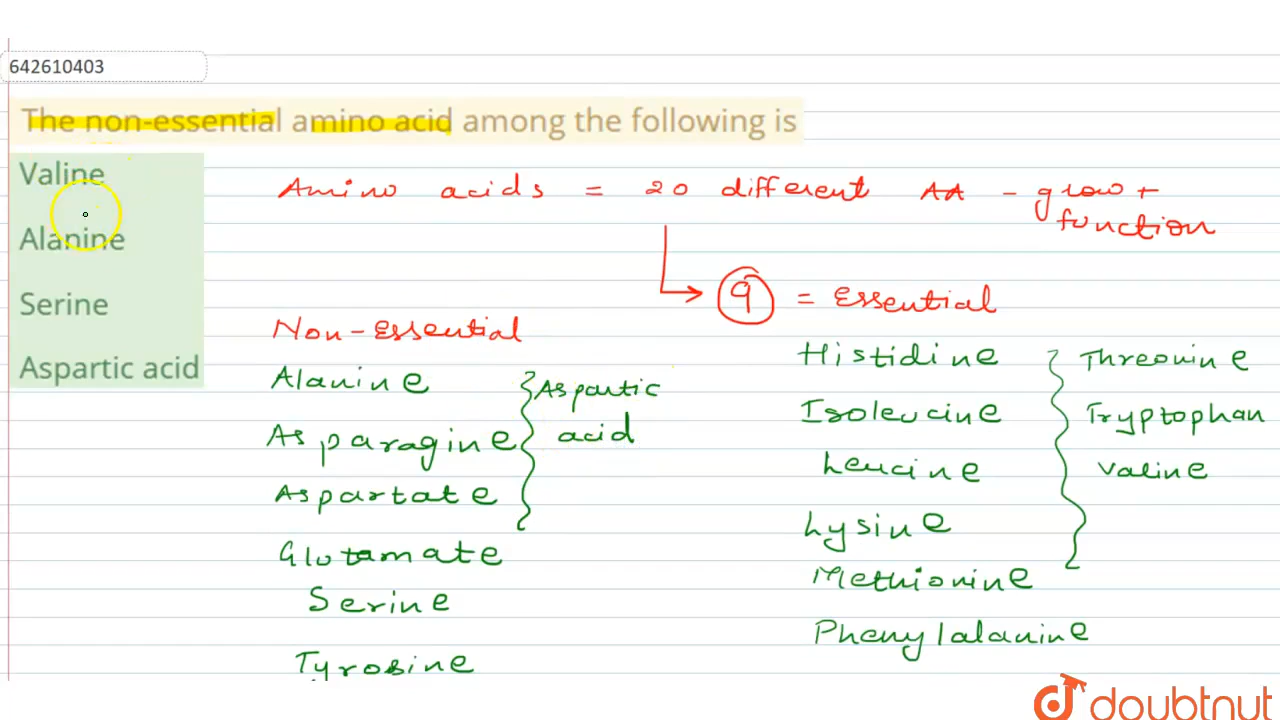 642610403
The non-essential amino acid among the following is
Valine
Alanine
Serine
Aspartic acid
Amino acids = 20 different AA - grow +
function
9 = Essential
Non-Essential
Alanine
Asparagine
Aspartate
Aspartic
acid
Glutamate
Serine
Tyrosine
Histidine
Isoleucine
Leucine
Lysine
Methionine
Phenylalanine
Threonine
Tryptophan
Valine
doubtnut